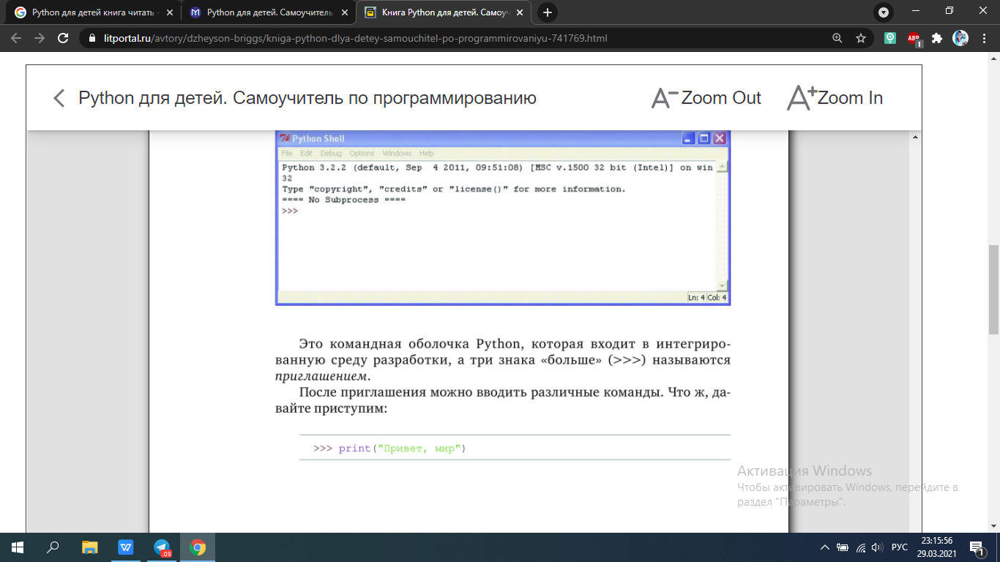 Python для детей книга читать
Python для детей. Самоучитель
Книга Python для детей. Самоуч
litportal.ru/avtory/dzheyson-briggs/kniga-python-dlya-detey-samouchitel-po-programmirovaniyu-741769.html
ABP
1
Python для детей. Самоучитель по программированию
A- Zoom Out
A+ Zoom In
Python Shell
File Edit Debug Options Windows Help
Python 3.2.2 (default, Sep 4 2011, 09:51:08) [MSC v.1500 32 bit (Intel)] on win
32
Type "copyright", "credits" or "license()" for more information.
==== No Subprocess ====
>>>
Ln: 4 Col: 4
Это командная оболочка Python, которая входит в интегриро-
ванную среду разработки, а три знака «больше» (>>>) называются
приглашением.
После приглашения можно вводить различные команды. Что ж, да-
вайте приступим:
>>> print("Привет, мир")
Активация Windows
Чтобы активировать Windows, перейдите в
раздел "Параметры".
.09
РУС
23:15:56
29.03.2021
1